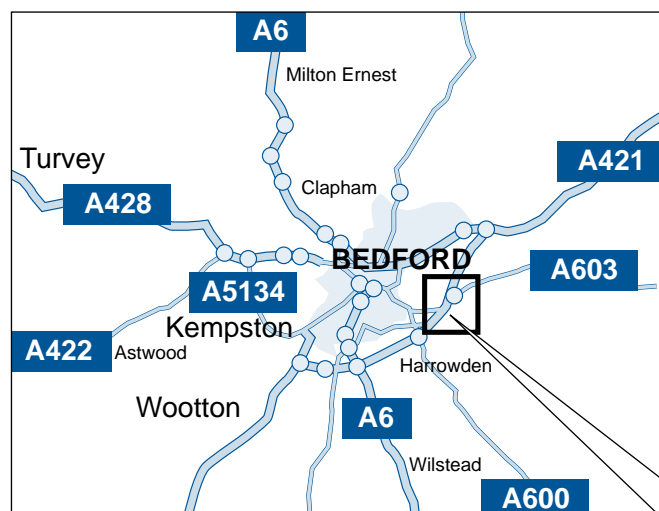 A6
Milton Ernest
Turvey
A421
Clapham
A428
BEDFORD
A603
A5134
Kempston
A422
Astwood
Harrowden
Wootton
A6
Wilstead
A600